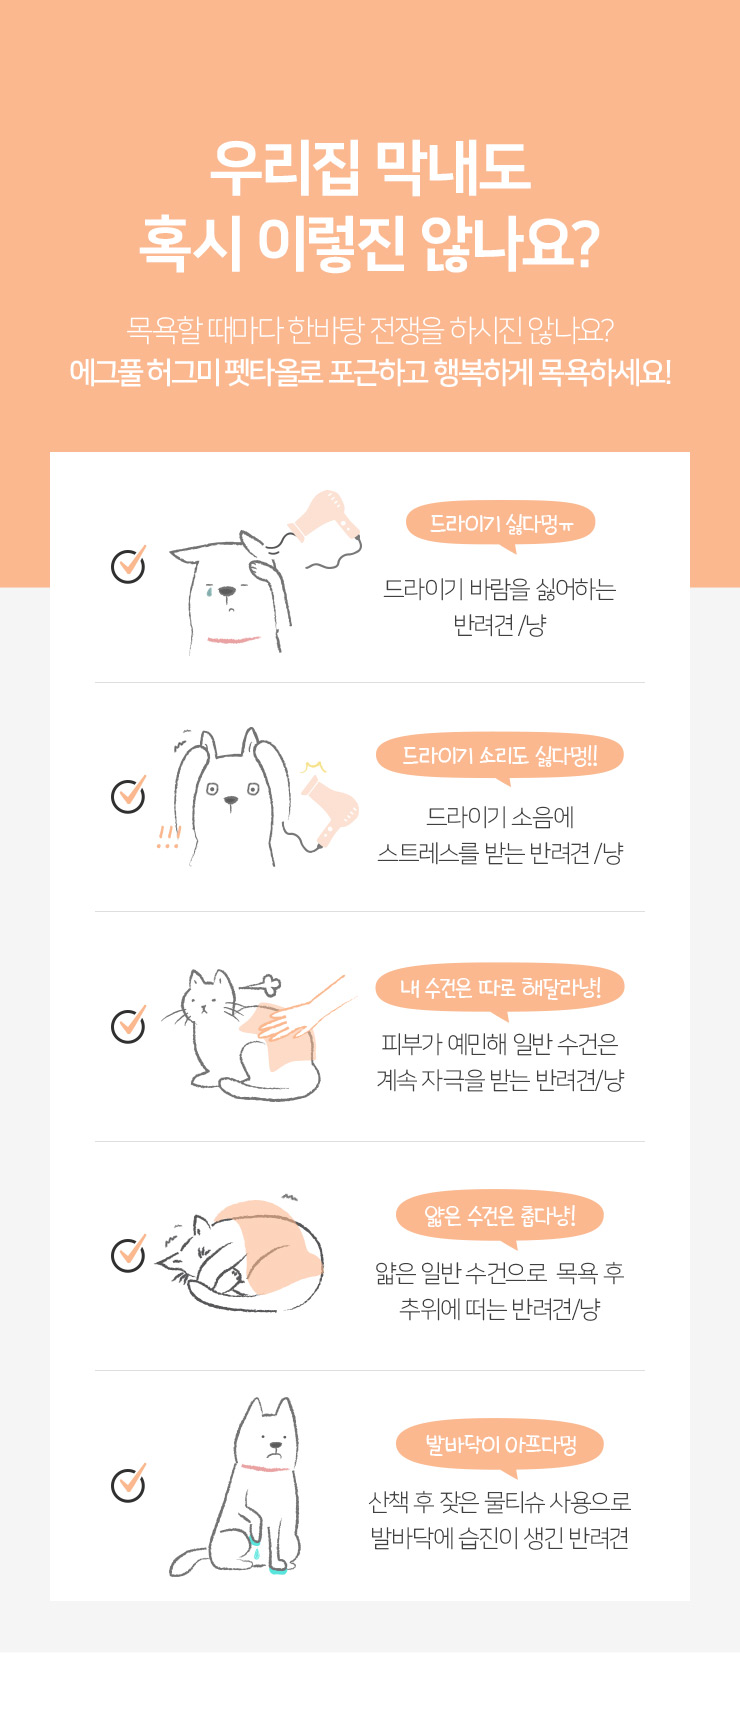 우리집 막내도
혹시 이렇진 않나요?
목욕할 때마다 한바탕 전쟁을 하시진 않나요?
에그풀 허그미 펫타올로 포근하고 행복하게 목욕하세요!
드라이기 싫다멍ㅠ
드라이기 바람을 싫어하는
반려견 /냥
드라이기 소리도 싫다멍!!
드라이기 소음에
스트레스를 받는 반려견 /냥
!!!
내 수건은 따로 해달라냥!
피부가 예민해 일반 수건은
계속 자극을 받는 반려견/냥
얇은 수건은 춥다냥!
얇은 일반 수건으로 목욕 후
추위에 떠는 반려견/냥
발바닥이 아프다멍
산책 후 잦은 물티슈 사용으로
발바닥에 습진이 생긴 반려견